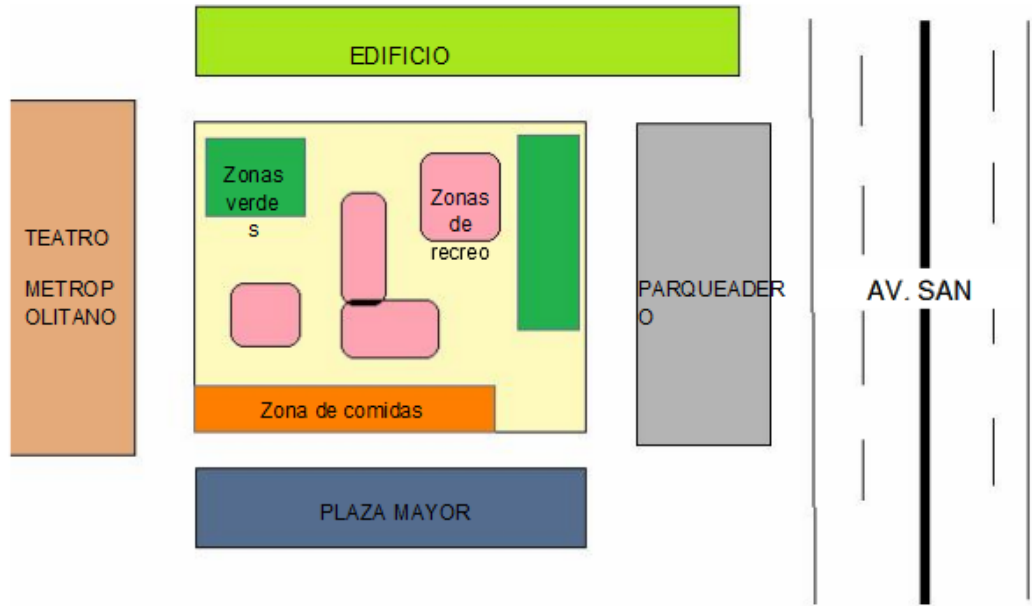 EDIFICIO
Zonas
verde
s
Zonas
de
recreo
TEATRO
METROP
OLITANO
PARQUEADER
O
AV. SAN
Zona de comidas
PLAZA MAYOR